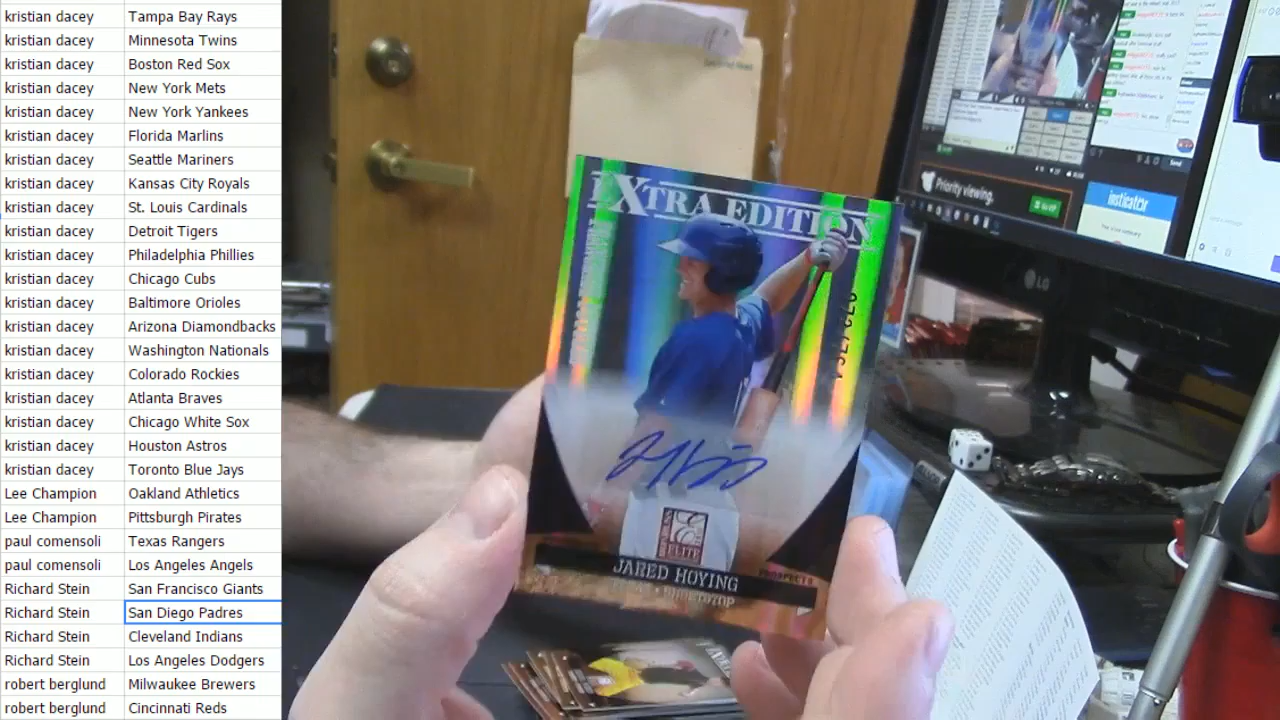 kristian dacey Tampa Bay Rays
kristian dacey Minnesota Twins
kristian dacey Boston Red Sox
kristian dacey New York Mets
kristian dacey New York Yankees
kristian dacey Florida Marlins
kristian dacey Seattle Mariners
kristian dacey Kansas City Royals
kristian dacey St. Louis Cardinals
kristian dacey Detroit Tigers
kristian dacey Philadelphia Phillies
kristian dacey Chicago Cubs
kristian dacey Baltimore Orioles
kristian dacey Arizona Diamondbacks
kristian dacey Washington Nationals
kristian dacey Colorado Rockies
kristian dacey Atlanta Braves
kristian dacey Chicago White Sox
kristian dacey Houston Astros
kristian dacey Toronto Blue Jays
Lee Champion Oakland Athletics
Lee Champion Pittsburgh Pirates
paul comensoli Texas Rangers
paul comensoli Los Angeles Angels
Richard Stein San Francisco Giants
Richard Stein San Diego Padres
Richard Stein Cleveland Indians
Richard Stein Los Angeles Dodgers
robert berglund Milwaukee Brewers
robert berglund Cincinnati Reds
EXTRA EDITION
ELITE
JARED HOYING
PROSPECTS
SHORTSTOP
Priority viewing.
insticator
LG